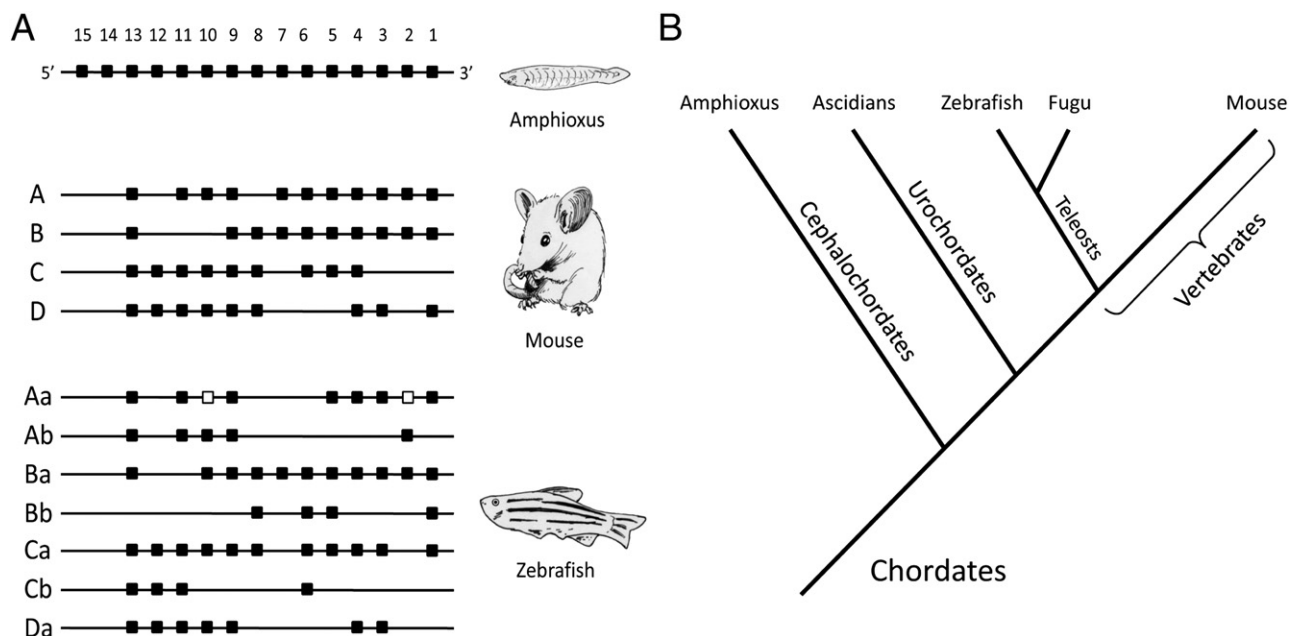 A
15 14 13 12 11 10 9 8 7 6 5 4 3 2 1
5′ 3′
Amphioxus
A
B
C
D
Mouse
Aa
Ab
Ba
Bb
Ca
Cb
Da
Zebrafish
B
Amphioxus Ascidians Zebrafish Fugu Mouse
Cephalochordates
Urochordates
Teleosts
Vertebrates
Chordates